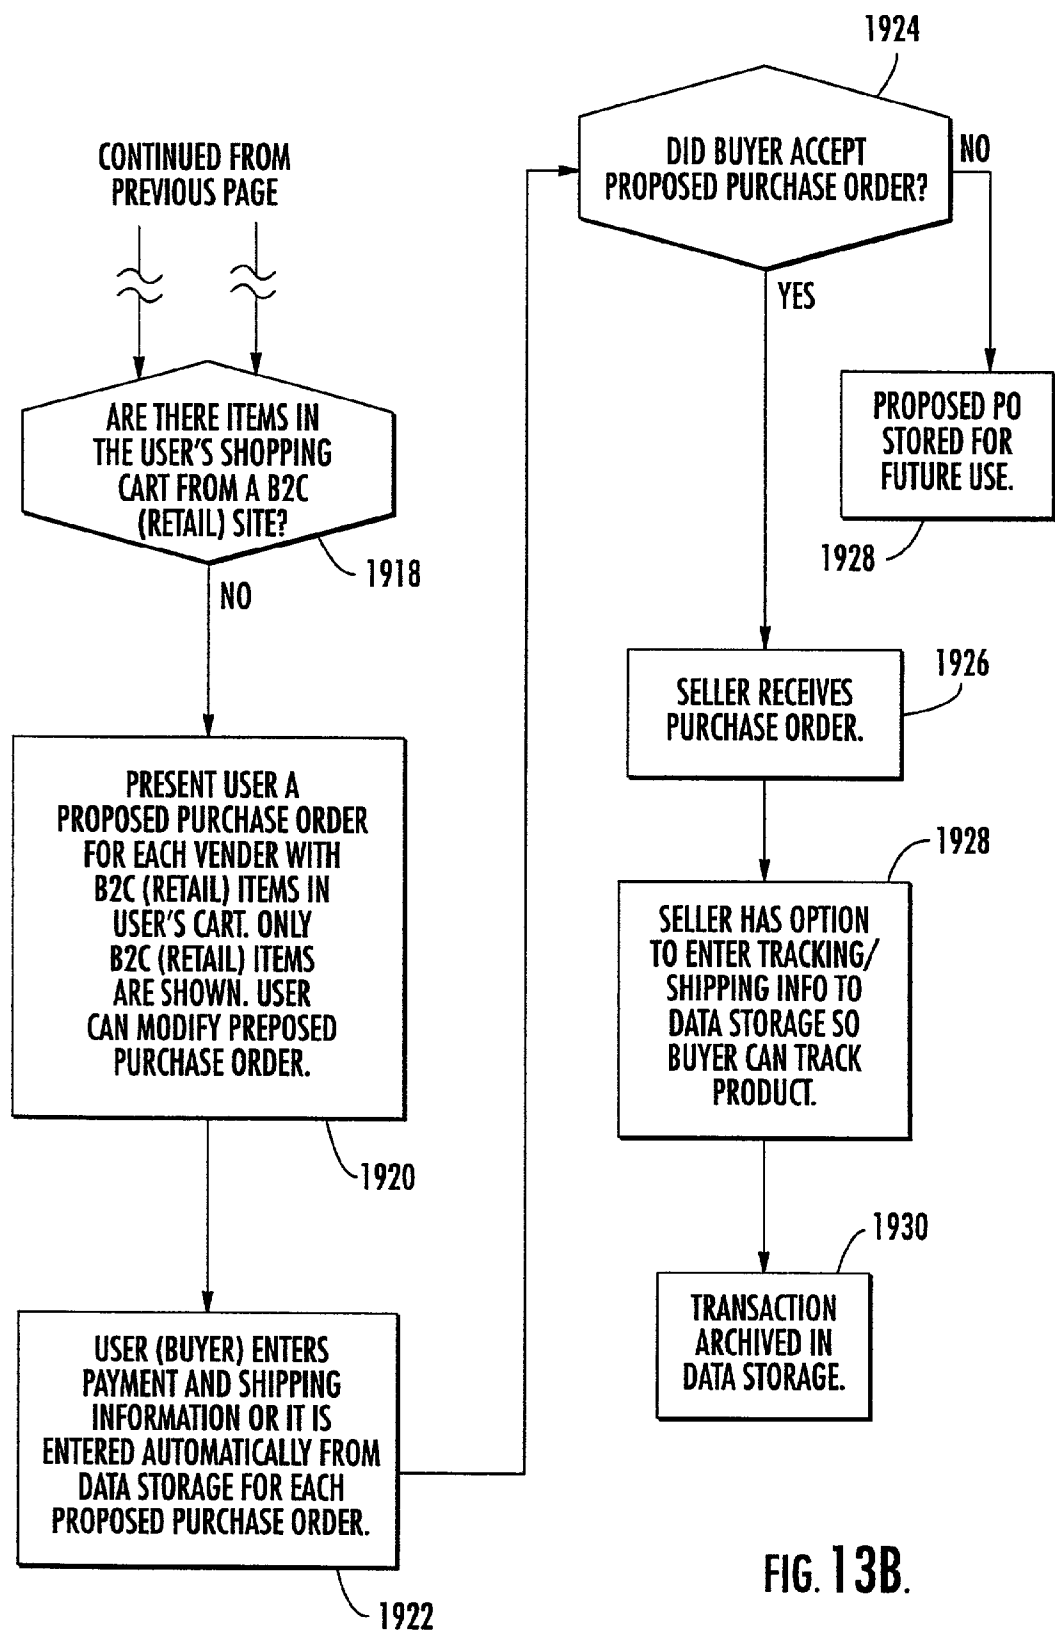 CONTINUED FROM
PREVIOUS PAGE
ARE THERE ITEMS IN
THE USER'S SHOPPING
CART FROM A B2C
(RETAIL) SITE?
1918
NO
PRESENT USER A
PROPOSED PURCHASE ORDER
FOR EACH VENDER WITH
B2C (RETAIL) ITEMS IN
USER'S CART. ONLY
B2C (RETAIL) ITEMS
ARE SHOWN. USER
CAN MODIFY PREPOSED
PURCHASE ORDER.
1920
USER (BUYER) ENTERS
PAYMENT AND SHIPPING
INFORMATION OR IT IS
ENTERED AUTOMATICALLY FROM
DATA STORAGE FOR EACH
PROPOSED PURCHASE ORDER.
1922
1924
DID BUYER ACCEPT
PROPOSED PURCHASE ORDER?
NO
YES
PROPOSED PO
STORED FOR
FUTURE USE.
1928
SELLER RECEIVES
PURCHASE ORDER.
1926
1928
SELLER HAS OPTION
TO ENTER TRACKING/
SHIPPING INFO TO
DATA STORAGE SO
BUYER CAN TRACK
PRODUCT.
1930
TRANSACTION
ARCHIVED IN
DATA STORAGE.
FIG. 13B.